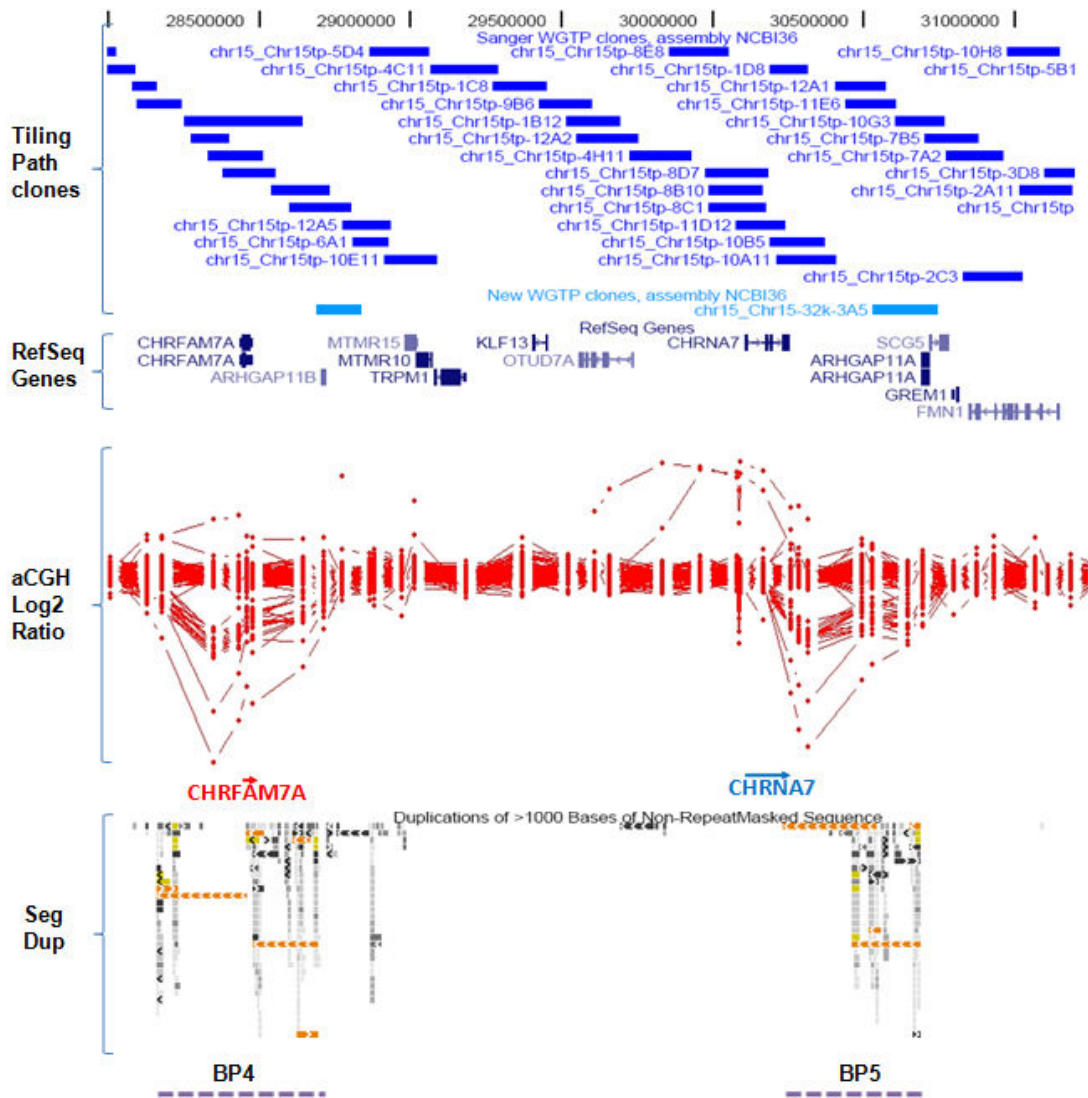 28500000 29000000 29500000 30000000 30500000 31000000
Sanger WGTP clones, assembly NCBI36
chr15_Chr15tp-5D4 chr15_Chr15tp-8E8 chr15_Chr15tp-10H8
chr15_Chr15tp-4C11 chr15_Chr15tp-1D8 chr15_Chr15tp-5B1
chr15_Chr15tp-1C8 chr15_Chr15tp-12A1
chr15_Chr15tp-9B6 chr15_Chr15tp-11E6
chr15_Chr15tp-1B12 chr15_Chr15tp-10G3
chr15_Chr15tp-12A2 chr15_Chr15tp-7B5
chr15_Chr15tp-4H11 chr15_Chr15tp-7A2
chr15_Chr15tp-8D7 chr15_Chr15tp-3D8
chr15_Chr15tp-8B10 chr15_Chr15tp-2A11
chr15_Chr15tp-8C1 chr15_Chr15tp
chr15_Chr15tp-12A5 chr15_Chr15tp-11D12
chr15_Chr15tp-6A1 chr15_Chr15tp-10B5
chr15_Chr15tp-10E11 chr15_Chr15tp-10A11
chr15_Chr15tp-2C3
Tiling
Path
clones
New WGTP clones, assembly NCBI36
chr15_Chr15-32k-3A5
RefSeq Genes
RefSeq
Genes
CHRFAM7A MTMR15 KLF13 CHRNA7 SCG5
CHRFAM7A MTMR10 OTUD7A ARHGAP11A
ARHGAP11B TRPM1 ARHGAP11A
GREM1
FMN1
aCGH
Log2
Ratio
CHRFAM7A CHRNA7
Duplications of >1000 Bases of Non-RepeatMasked Sequence
Seg
Dup
BP4 BP5